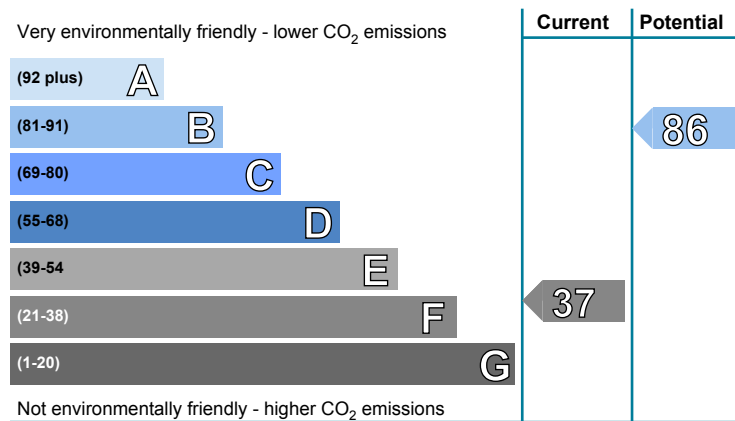 Very environmentally friendly - lower CO2 emissions
Current
Potential
(92 plus) A
(81-91) B
86
(69-80) C
(55-68) D
(39-54 E
(21-38) F
37
(1-20) G
Not environmentally friendly - higher CO2 emissions